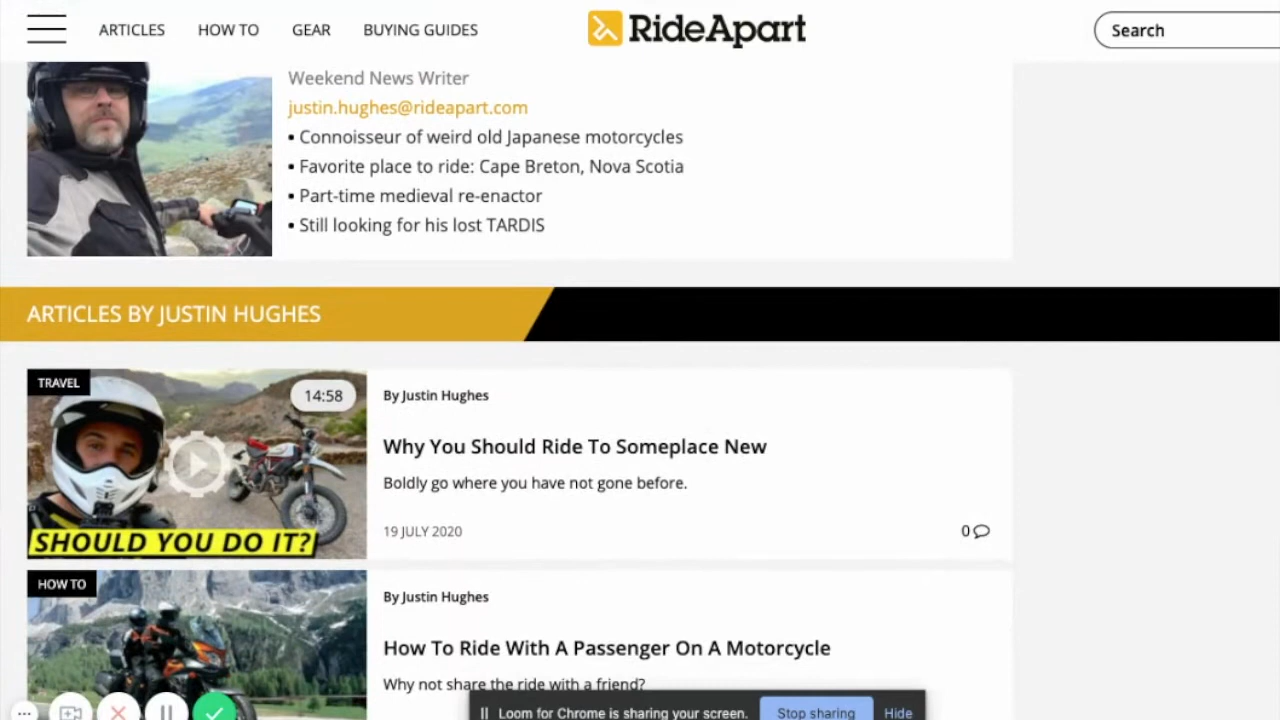 ARTICLES HOW TO GEAR BUYING GUIDES RideApart Search
Weekend News Writer
justin.hughes@rideapart.com
▪ Connoisseur of weird old Japanese motorcycles
▪ Favorite place to ride: Cape Breton, Nova Scotia
▪ Part-time medieval re-enactor
▪ Still looking for his lost TARDIS
ARTICLES BY JUSTIN HUGHES
TRAVEL
14:58
SHOULD YOU DO IT?
By Justin Hughes
Why You Should Ride To Someplace New
Boldly go where you have not gone before.
19 JULY 2020 0
HOW TO
By Justin Hughes
How To Ride With A Passenger On A Motorcycle
Why not share the ride with a friend?
Loom for Chrome is sharing your screen. Stop sharing Hide